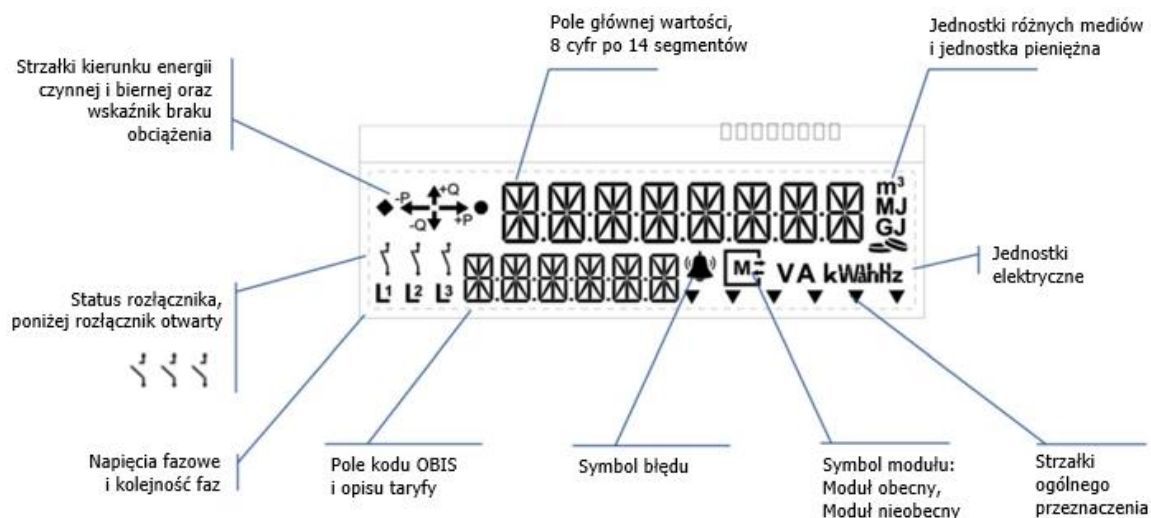 Pole głównej wartości,
8 cyfr po 14 segmentów
Jednostki różnych mediów
i jednostka pieniężna
Strzałki kierunku energii
czynnej i biernej oraz
wskaźnik braku
obciążenia
-P
+Q
-Q
+P
m³
MJ
GJ
L1 L2 L3
M
V A kWahHz
Jednostki
elektryczne
Status rozłącznika,
poniżej rozłącznik otwarty
Napięcia fazowe
i kolejność faz
Pole kodu OBIS
i opisu taryfy
Symbol błędu
Symbol modułu:
Moduł obecny,
Moduł nieobecny
Strzałki
ogólnego
przeznaczenia